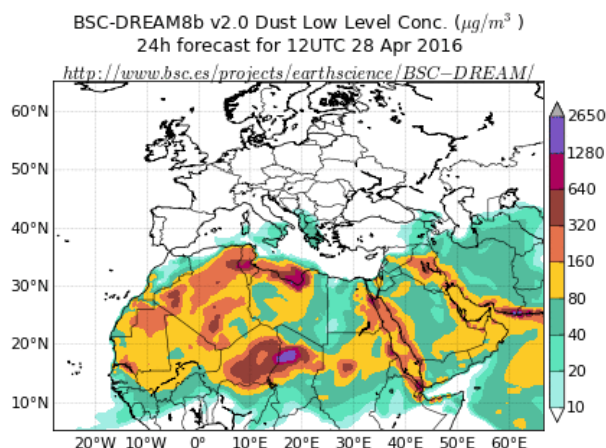 BSC-DREAM8b v2.0 Dust Low Level Conc. (μg/m³ )
24h forecast for 12UTC 28 Apr 2016
http://www.bsc.es/projects/earthscience/BSC−DREAM/
60°N
50°N
40°N
30°N
20°N
10°N
20°W 10°W 0° 10°E 20°E 30°E 40°E 50°E 60°E
2650
1280
640
320
160
80
40
20
10